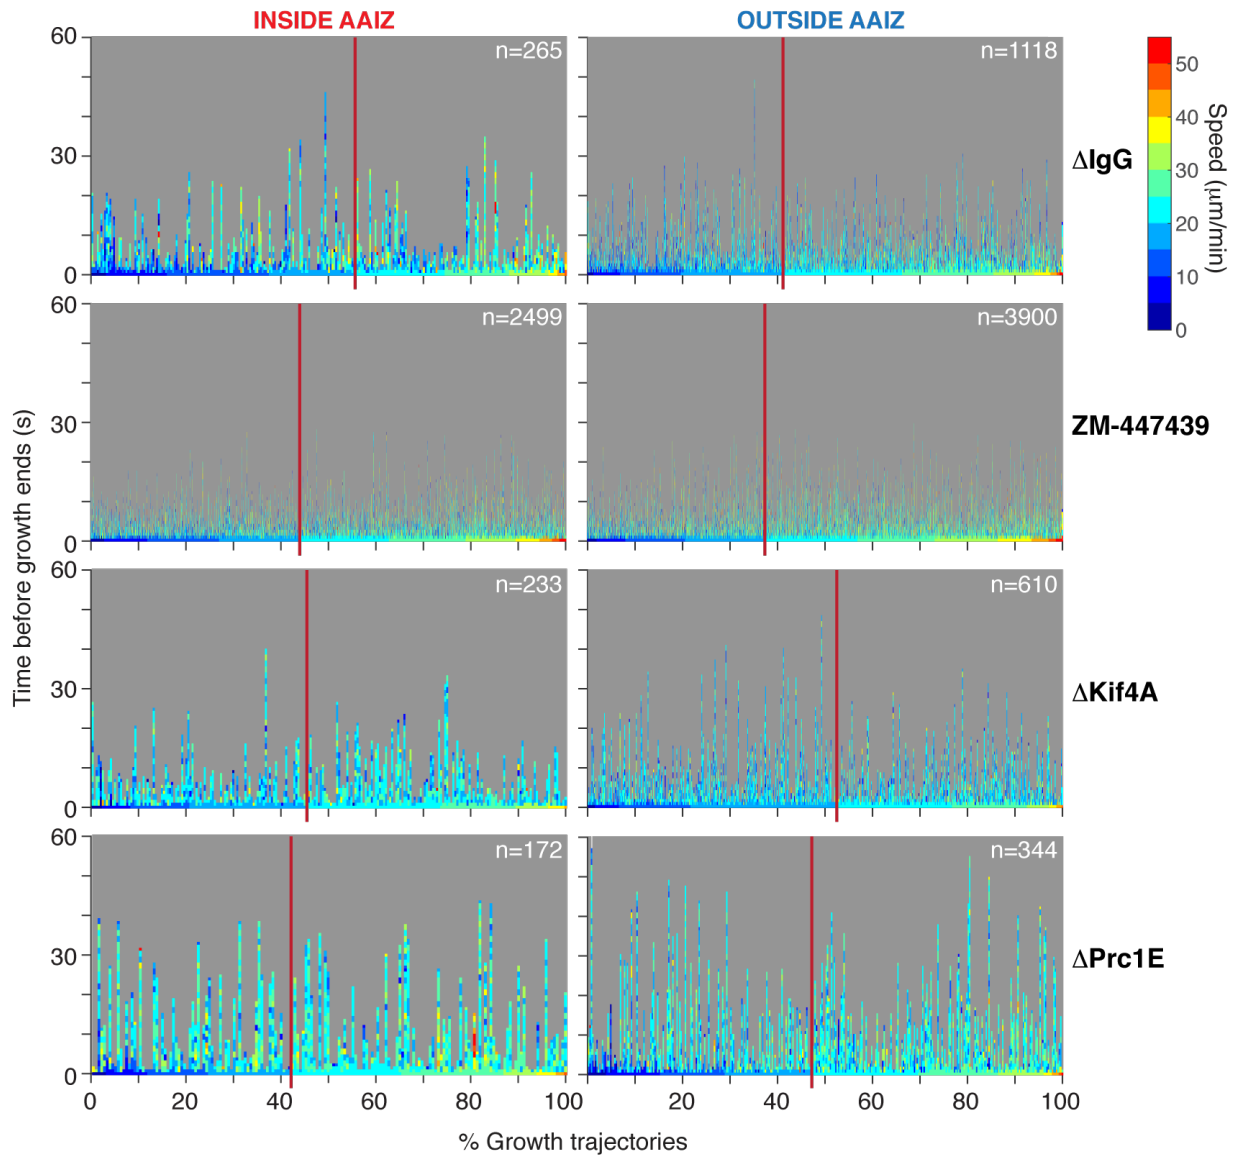 INSIDE AAIZ
OUTSIDE AAIZ
60
30
0
n=265
n=1118
ΔIgG
50
40
30
20
10
0
Speed (μm/min)
60
30
0
n=2499
n=3900
ZM-447439
60
30
0
n=233
n=610
ΔKif4A
60
30
0
n=172
n=344
ΔPrc1E
Time before growth ends (s)
0 20 40 60 80 100 20 40 60 80 100
% Growth trajectories